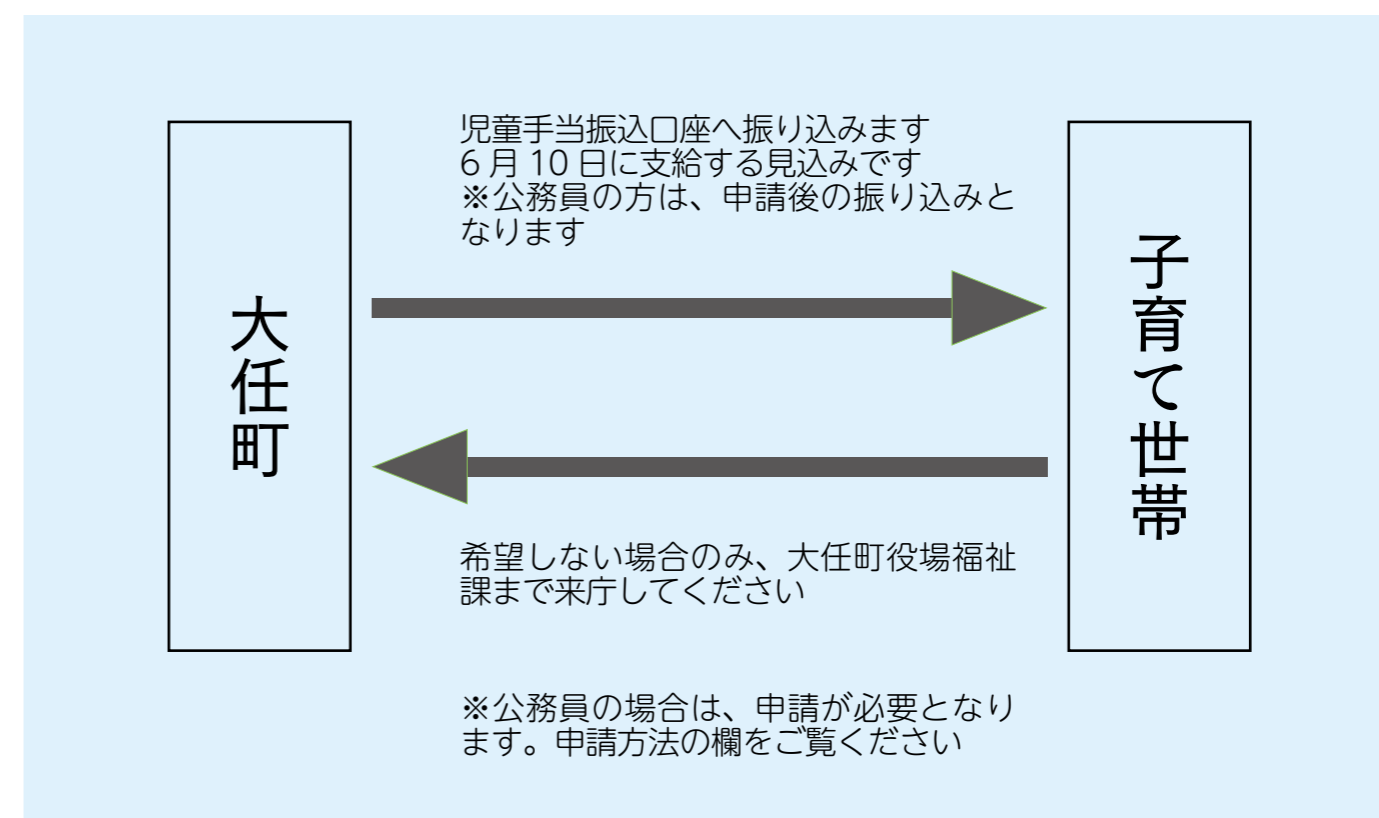 大任町
児童手当振込口座へ振り込みます
6月10日に支給する見込みです
※公務員の方は、申請後の振り込みと
なります
希望しない場合のみ、大任町役場福祉
課まで来庁してください
※公務員の場合は、申請が必要となり
ます。申請方法の欄をご覧ください
子育て世帯